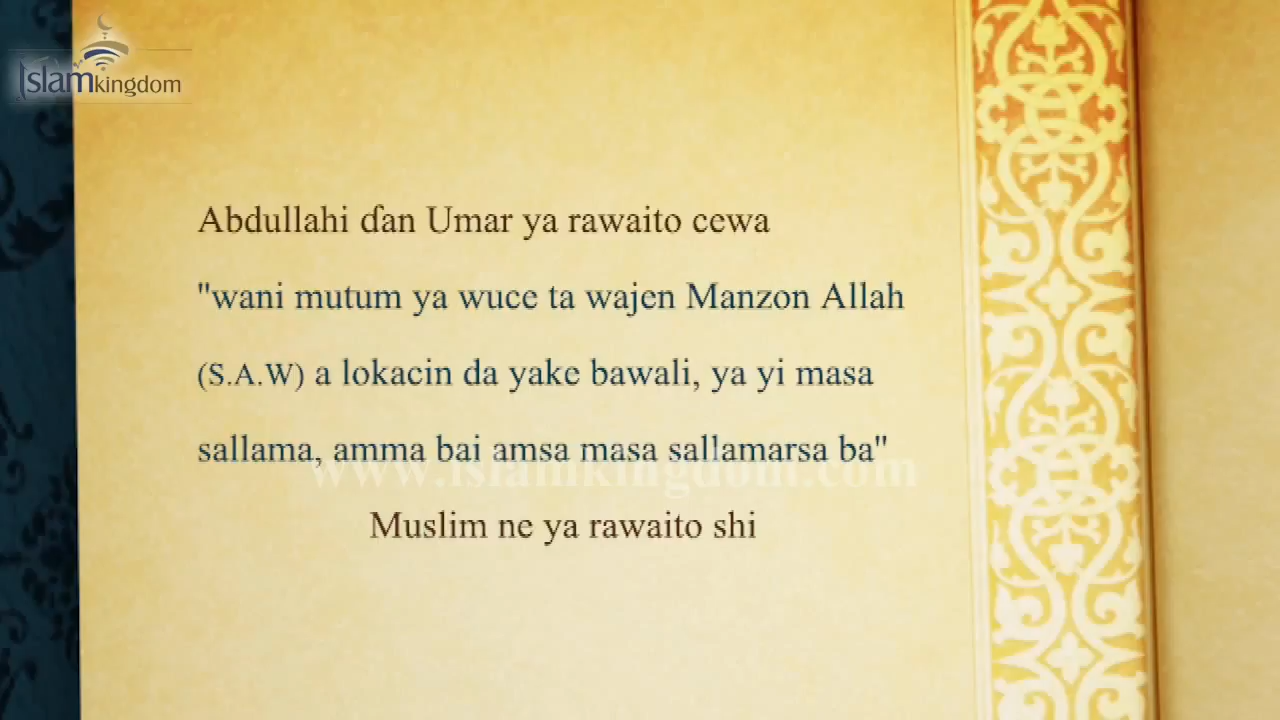 Islamkingdom
Abdullahi ɗan Umar ya rawaito cewa
"wani mutum ya wuce ta wajen Manzon Allah
(S.A.W) a lokacin da yake bawali, ya yi masa
sallama, amma bai amsa masa sallamarsa ba"
www.islamkingdom.com
Muslim ne ya rawaito shi